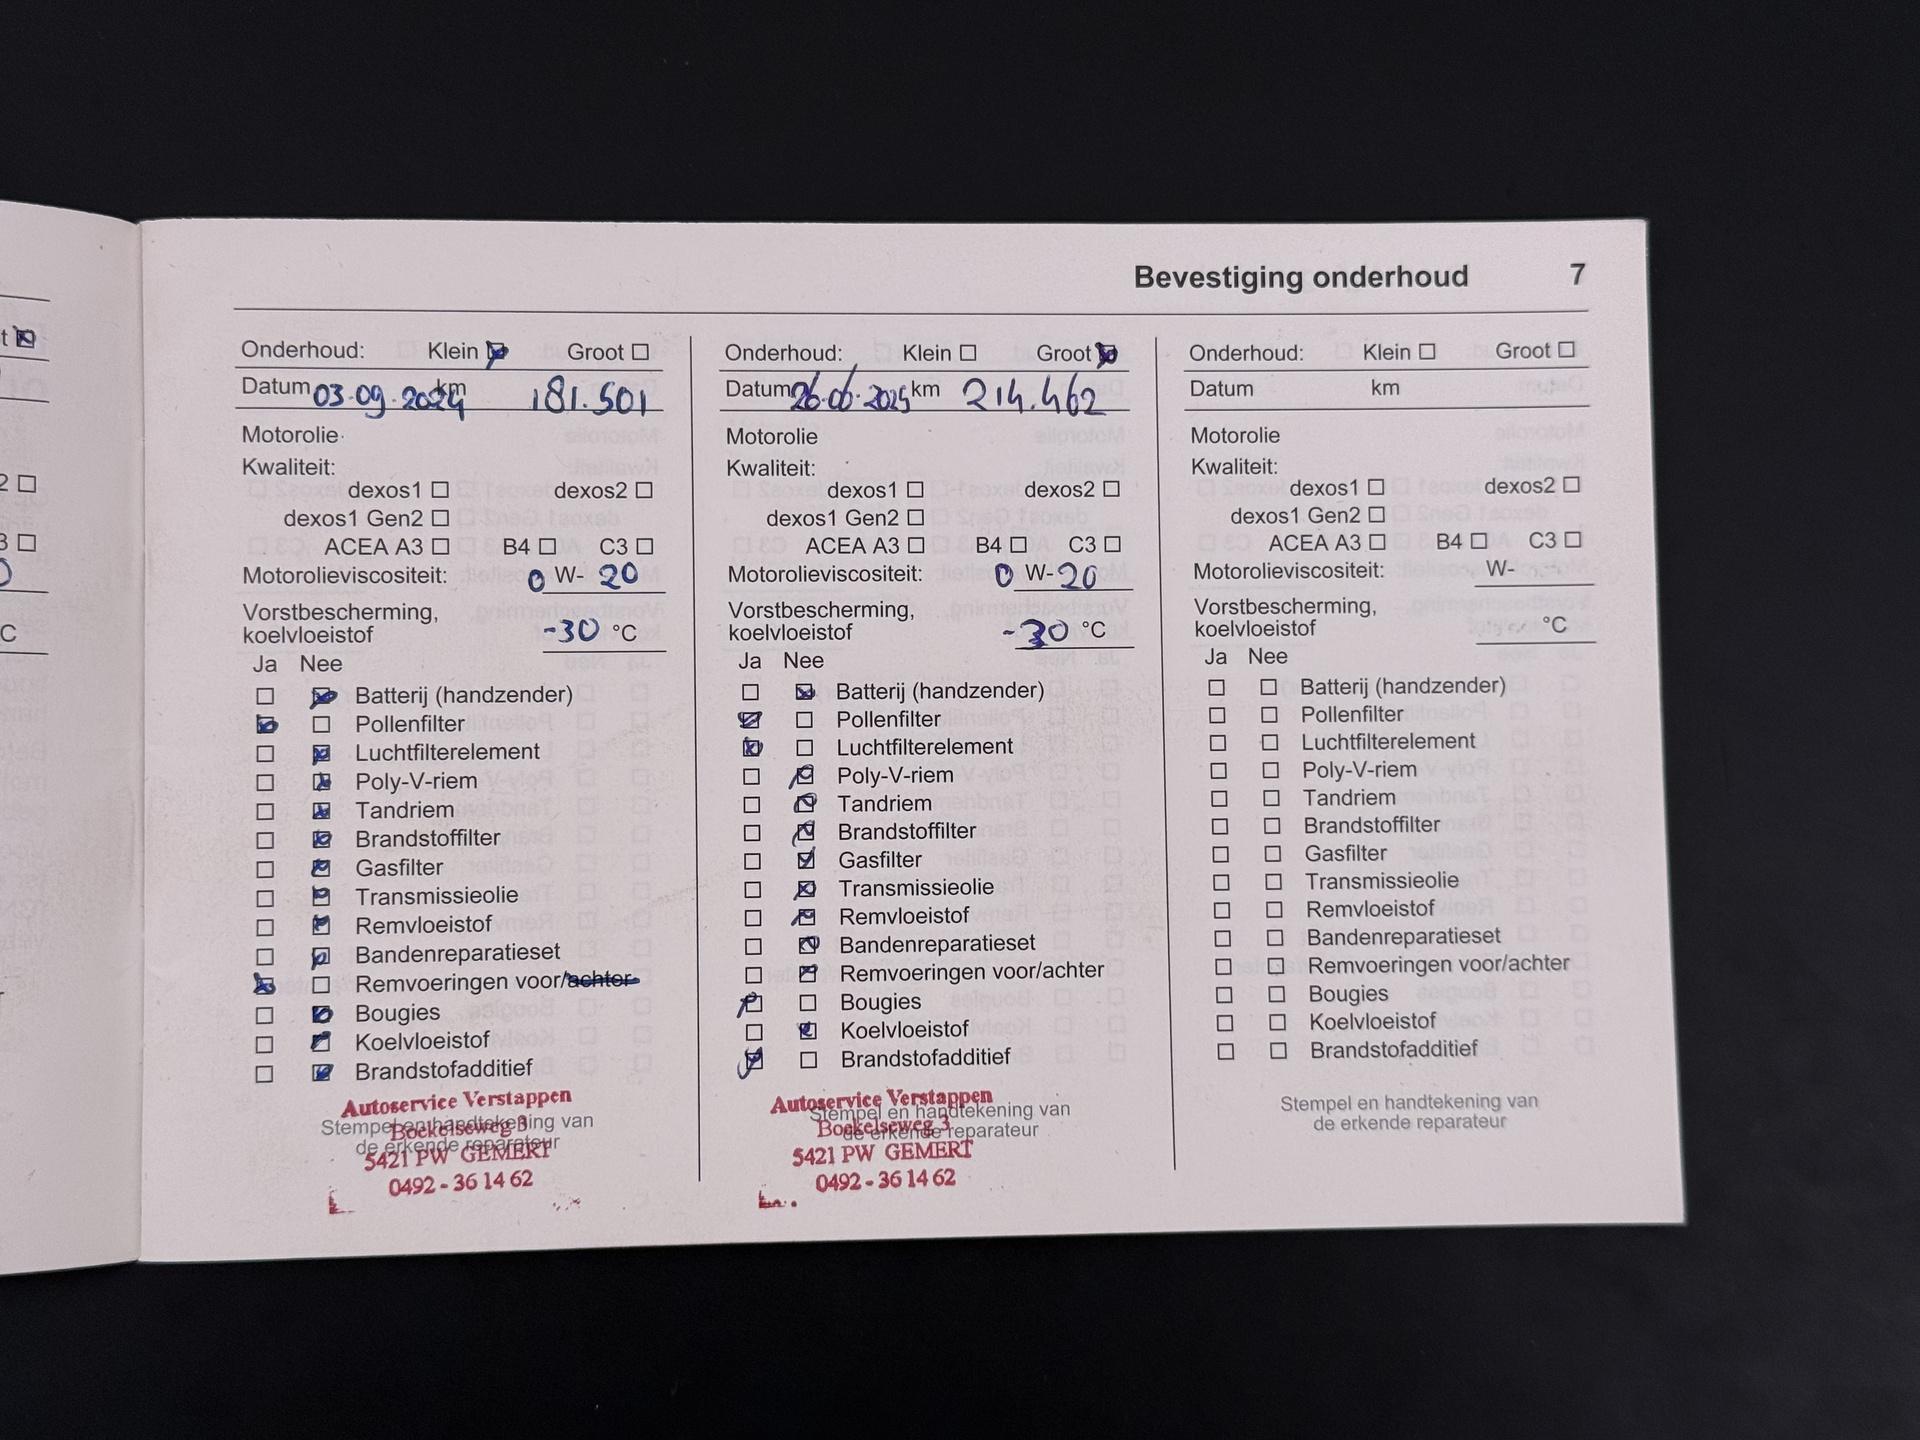 Bevestiging onderhoud 7
Onderhoud: Klein ☒ Groot ☐
Datum 03.09.2024 km 181.501
Motorolie
Kwaliteit:
dexos1 ☐ dexos2 ☐
dexos1 Gen2 ☐
ACEA A3 ☐ B4 ☐ C3 ☐
Motorolieviscositeit: 0 W- 20
Vorstbescherming,
koelvloeistof -30 °C
Ja Nee
☐ ☒ Batterij (handzender)
☒ ☐ Pollenfilter
☐ ☒ Luchtfilterelement
☐ ☒ Poly-V-riem
☐ ☒ Tandriem
☐ ☒ Brandstoffilter
☐ ☒ Gasfilter
☐ ☒ Transmissieolie
☐ ☒ Remvloeistof
☐ ☒ Bandenreparatieset
☒ ☐ Remvoeringen voor/achter
☐ ☒ Bougies
☐ ☒ Koelvloeistof
☐ ☒ Brandstofadditief
Autoservice Verstappen
Stempel en handtekening van
Boekelseweg 3
de erkende reparateur
5421 PW GEMERT
0492 - 36 14 62
Onderhoud: Klein ☐ Groot ☒
Datum 26.06.2025 km 214.462
Motorolie
Kwaliteit:
dexos1 ☐ dexos2 ☐
dexos1 Gen2 ☐
ACEA A3 ☐ B4 ☐ C3 ☐
Motorolieviscositeit: 0 W- 20
Vorstbescherming,
koelvloeistof -30 °C
Ja Nee
☐ ☒ Batterij (handzender)
☒ ☐ Pollenfilter
☒ ☐ Luchtfilterelement
☐ ☒ Poly-V-riem
☐ ☒ Tandriem
☐ ☒ Brandstoffilter
☐ ☒ Gasfilter
☐ ☒ Transmissieolie
☐ ☒ Remvloeistof
☐ ☒ Bandenreparatieset
☐ ☒ Remvoeringen voor/achter
☒ ☐ Bougies
☐ ☒ Koelvloeistof
☒ ☐ Brandstofadditief
Autoservice Verstappen
Stempel en handtekening van
Boekelseweg 3
de erkende reparateur
5421 PW GEMERT
0492 - 36 14 62
Onderhoud: Klein ☐ Groot ☐
Datum km
Motorolie
Kwaliteit:
dexos1 ☐ dexos2 ☐
dexos1 Gen2 ☐
ACEA A3 ☐ B4 ☐ C3 ☐
Motorolieviscositeit: W-
Vorstbescherming,
koelvloeistof °C
Ja Nee
☐ ☐ Batterij (handzender)
☐ ☐ Pollenfilter
☐ ☐ Luchtfilterelement
☐ ☐ Poly-V-riem
☐ ☐ Tandriem
☐ ☐ Brandstoffilter
☐ ☐ Gasfilter
☐ ☐ Transmissieolie
☐ ☐ Remvloeistof
☐ ☐ Bandenreparatieset
☐ ☐ Remvoeringen voor/achter
☐ ☐ Bougies
☐ ☐ Koelvloeistof
☐ ☐ Brandstofadditief
Stempel en handtekening van
de erkende reparateur